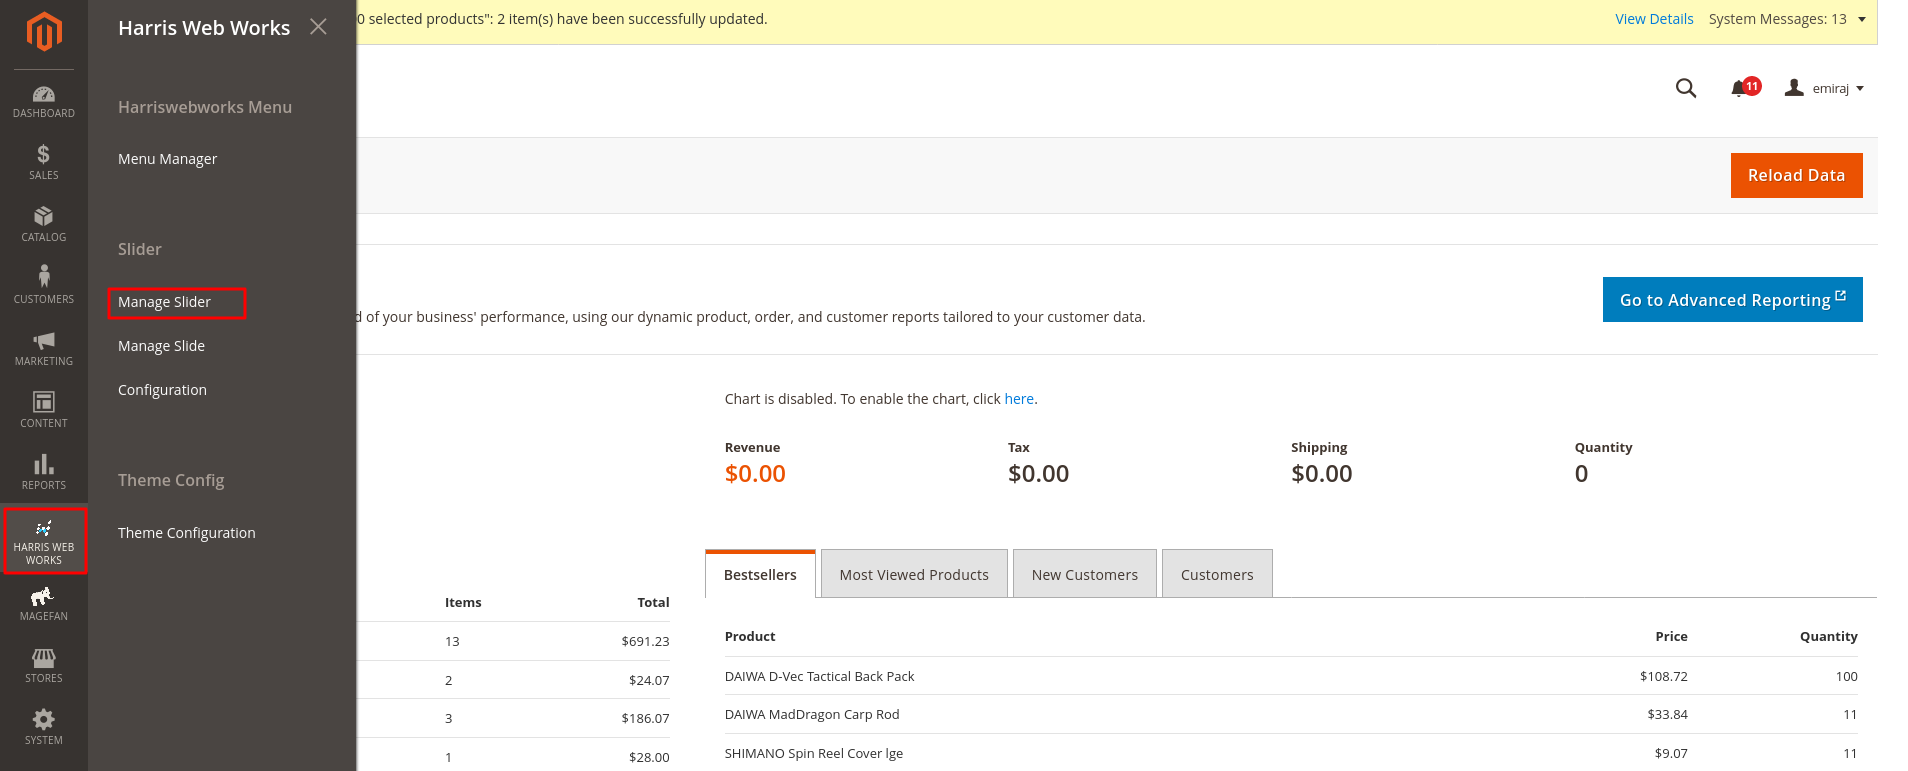 DASHBOARD
SALES
CATALOG
CUSTOMERS
MARKETING
CONTENT
REPORTS
HARRIS WEB
WORKS
MAGEFAN
STORES
SYSTEM
Harris Web Works
Harriswebworks Menu
Menu Manager
Slider
Manage Slider
Manage Slide
Configuration
Theme Config
Theme Configuration
0 selected products": 2 item(s) have been successfully updated.
View Details System Messages: 13
11 emiraj
Reload Data
d of your business' performance, using our dynamic product, order, and customer reports tailored to your customer data.
Go to Advanced Reporting
Chart is disabled. To enable the chart, click here.
Revenue Tax Shipping Quantity
$0.00 $0.00 $0.00 0
Items Total
13 $691.23
2 $24.07
3 $186.07
1 $28.00
Bestsellers Most Viewed Products New Customers Customers
Product Price Quantity
DAIWA D-Vec Tactical Back Pack $108.72 100
DAIWA MadDragon Carp Rod $33.84 11
SHIMANO Spin Reel Cover lge $9.07 11